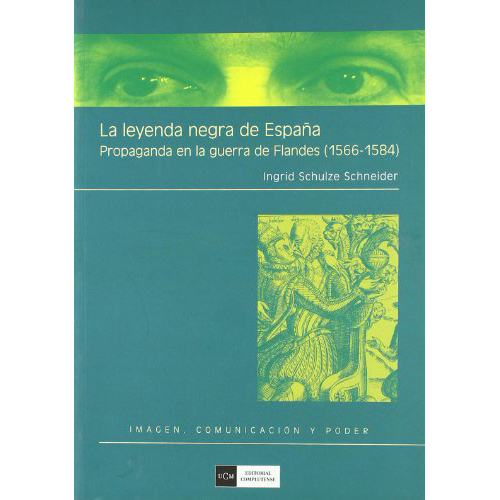 La leyenda negra de España
Propaganda en la guerra de Flandes (1566-1584)
Ingrid Schulze Schneider
IMAGEN, COMUNICACIÓN Y PODER
UCM
EDITORIAL
COMPLUTENSE